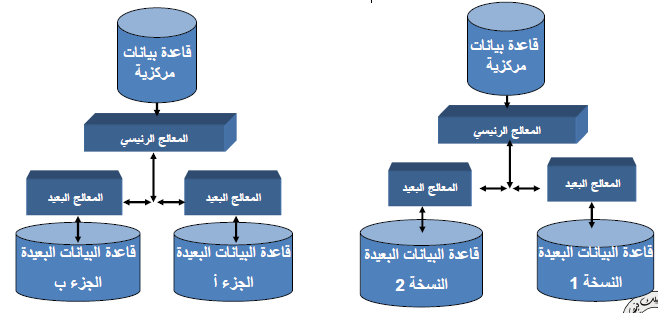 قاعدة بيانات
مركزية
المعالج الرئيسي
المعالج البعيد
المعالج البعيد
قاعدة البيانات البعيدة
الجزء أ
قاعدة البيانات البعيدة
الجزء ب
قاعدة بيانات
مركزية
المعالج الرئيسي
المعالج البعيد
المعالج البعيد
قاعدة البيانات البعيدة
النسخة 1
قاعدة البيانات البعيدة
النسخة 2